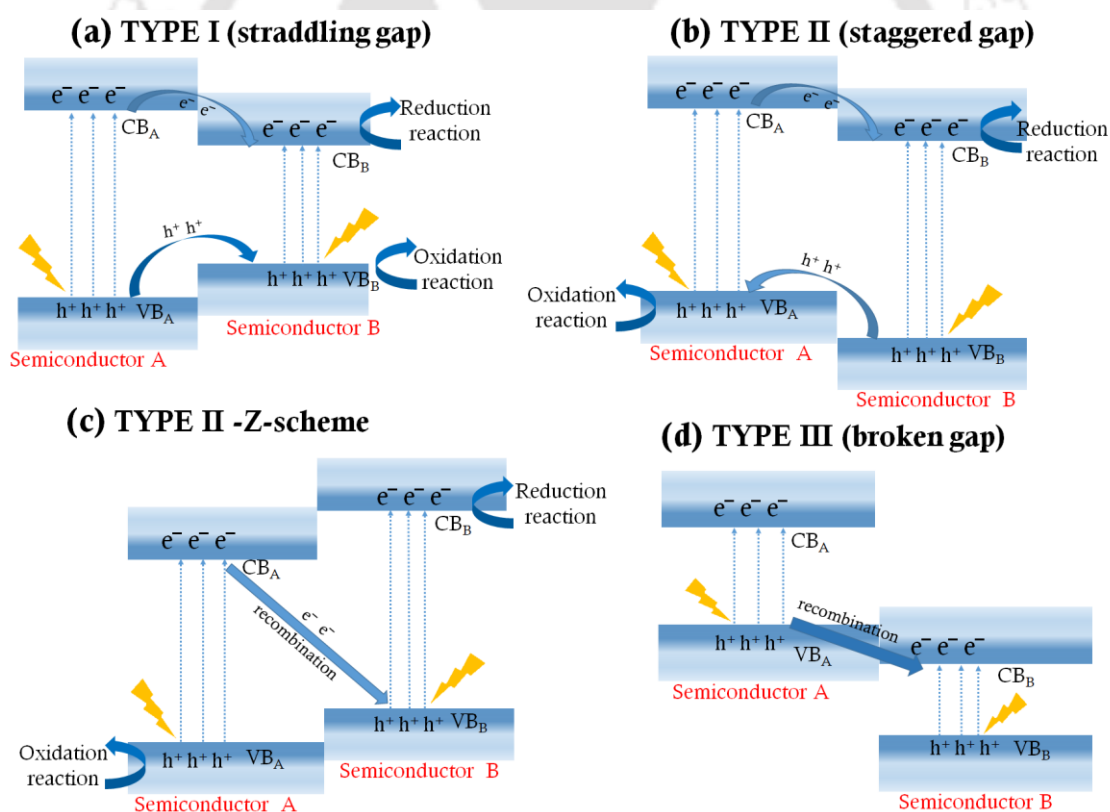 (a) TYPE I (straddling gap)
e⁻ e⁻ e⁻
e⁻ e⁻
CB_A
e⁻ e⁻ e⁻
CB_B
Reduction
reaction
h⁺ h⁺
h⁺ h⁺ h⁺ VB_A
h⁺ h⁺ h⁺ VB_B
Oxidation
reaction
Semiconductor A
Semiconductor B
(b) TYPE II (staggered gap)
e⁻ e⁻ e⁻
e⁻ e⁻
CB_A
e⁻ e⁻ e⁻
CB_B
Reduction
reaction
h⁺ h⁺
Oxidation
reaction
h⁺ h⁺ h⁺ VB_A
h⁺ h⁺ h⁺ VB_B
Semiconductor A
Semiconductor B
(c) TYPE II -Z-scheme
e⁻ e⁻ e⁻
CB_A
e⁻ e⁻ e⁻
CB_B
Reduction
reaction
e⁻ e⁻
recombination
Oxidation
reaction
h⁺ h⁺ h⁺ VB_A
h⁺ h⁺ h⁺ VB_B
Semiconductor A
Semiconductor B
(d) TYPE III (broken gap)
e⁻ e⁻ e⁻
CB_A
recombination
h⁺ h⁺ h⁺ VB_A
e⁻ e⁻ e⁻
CB_B
Semiconductor A
h⁺ h⁺ h⁺ VB_B
Semiconductor B